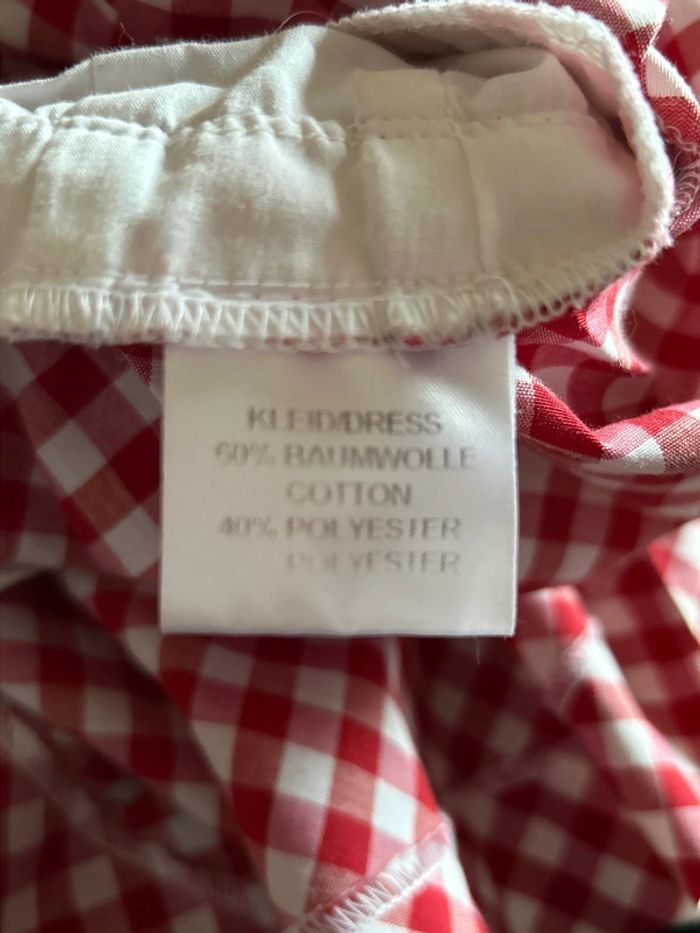 KLEID/DRESS
60% BAUMWOLLE
COTTON
40% POLYESTER
POLYESTER